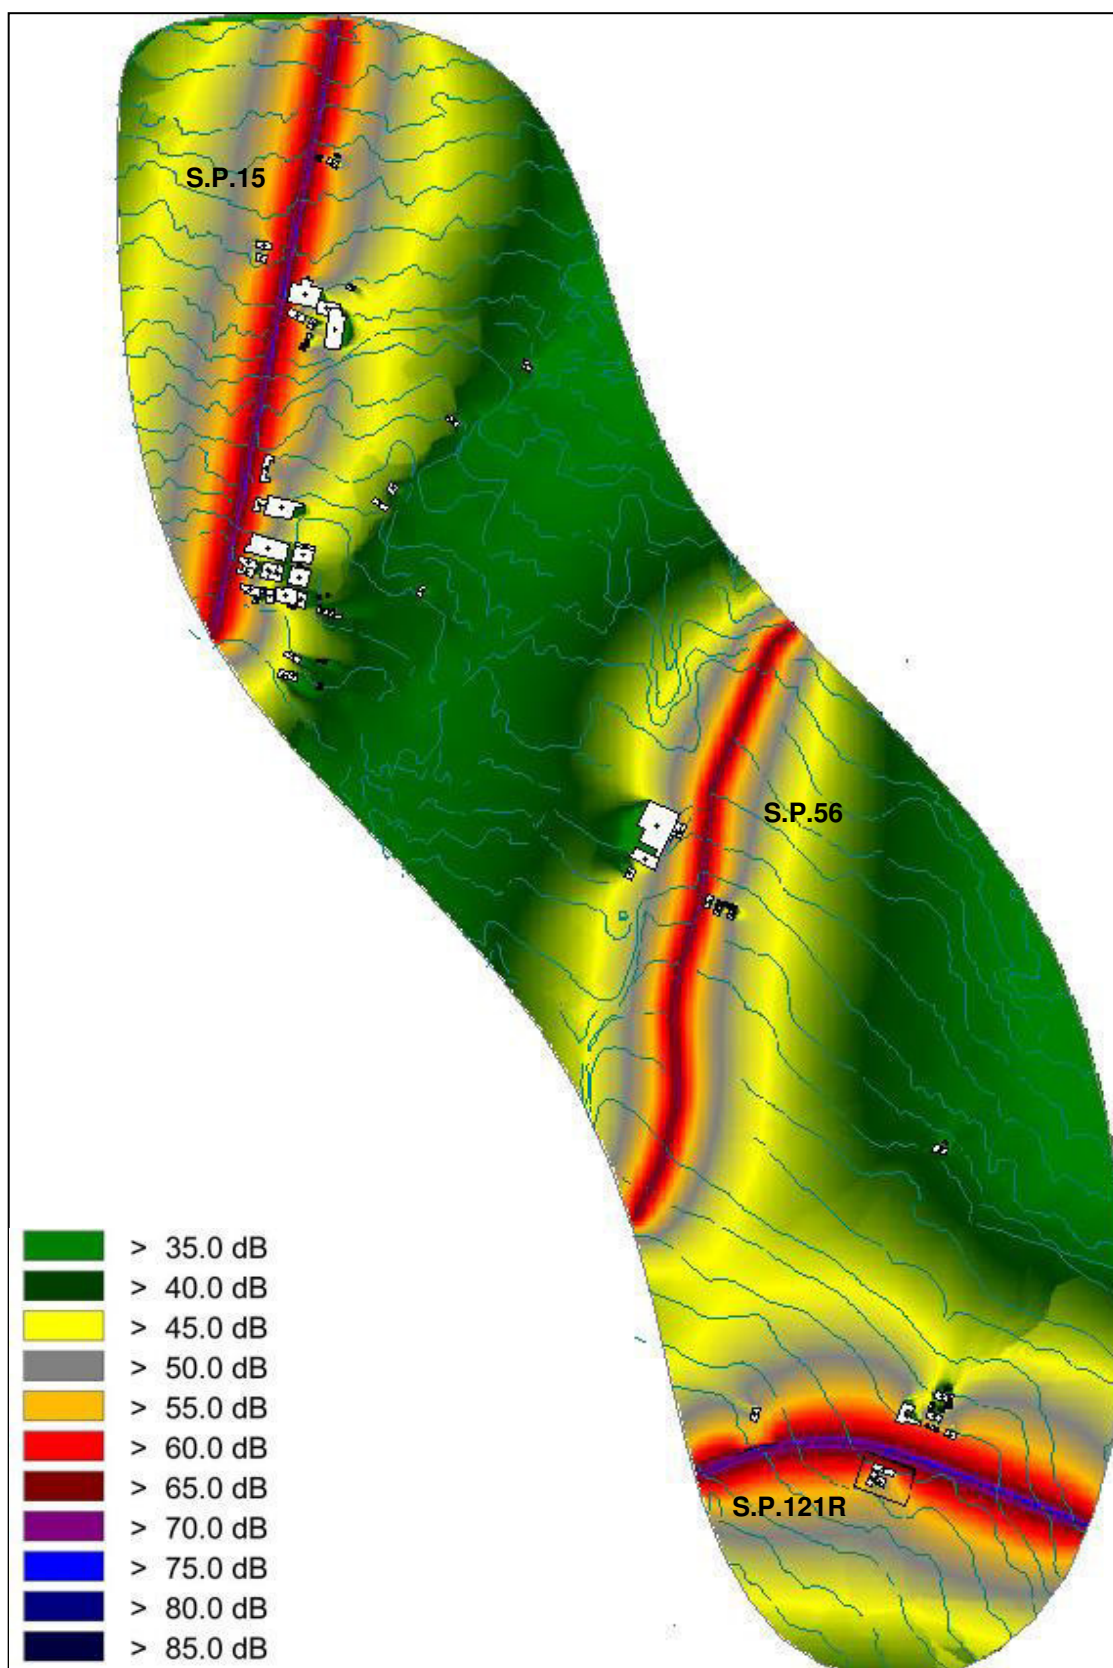 S.P.15
S.P.56
S.P.121R
> 35.0 dB
> 40.0 dB
> 45.0 dB
> 50.0 dB
> 55.0 dB
> 60.0 dB
> 65.0 dB
> 70.0 dB
> 75.0 dB
> 80.0 dB
> 85.0 dB